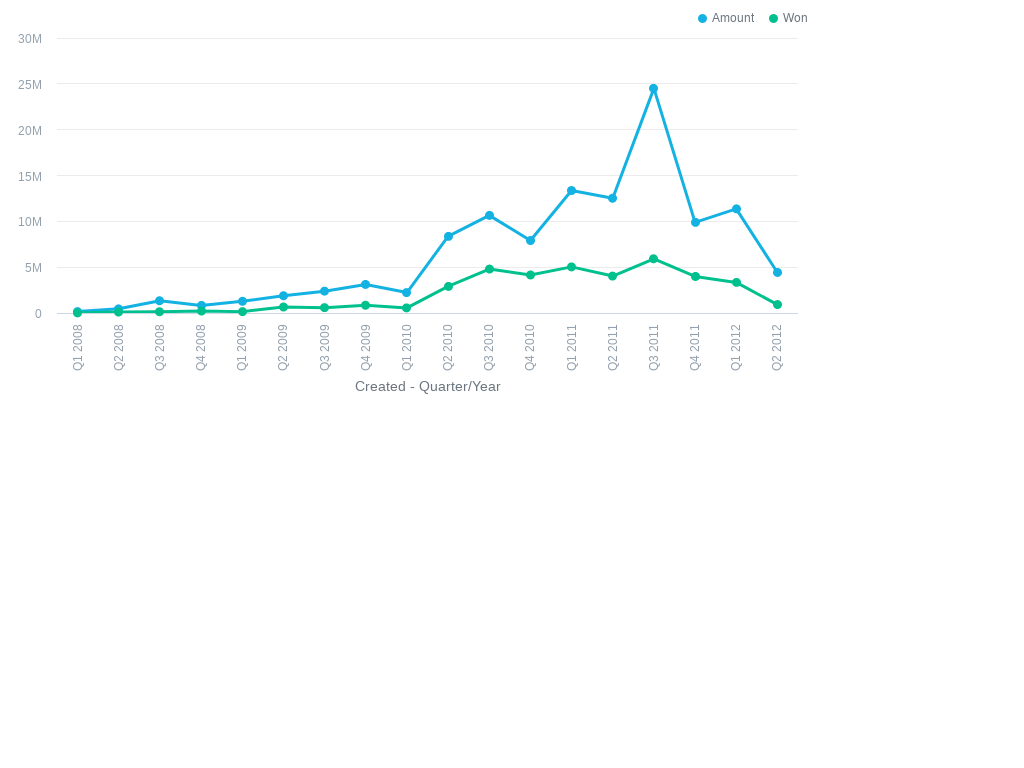 Amount Won
30M
25M
20M
15M
10M
5M
0
Q1 2008
Q2 2008
Q3 2008
Q4 2008
Q1 2009
Q2 2009
Q3 2009
Q4 2009
Q1 2010
Q2 2010
Q3 2010
Q4 2010
Q1 2011
Q2 2011
Q3 2011
Q4 2011
Q1 2012
Q2 2012
Created - Quarter/Year